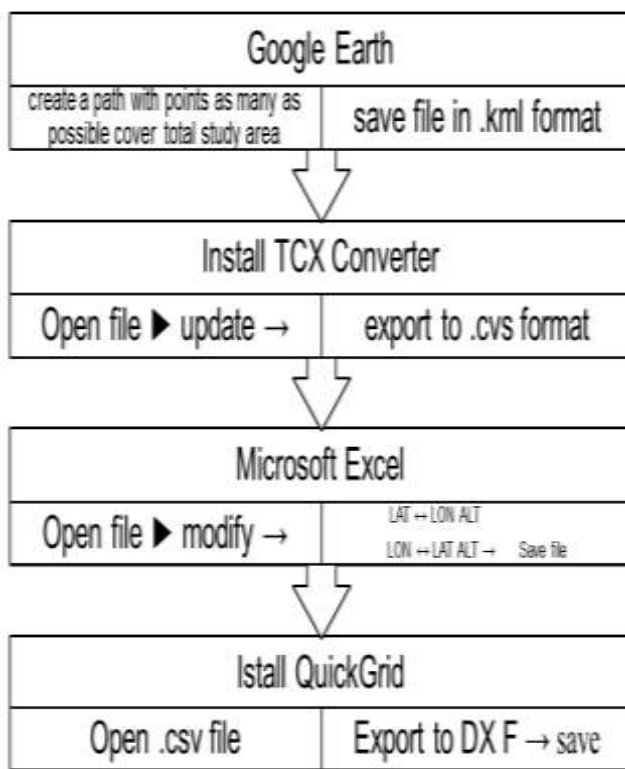 Google Earth
create a path with points as many as
possible cover total study area
save file in .kml format
Install TCX Converter
Open file ▶ update →
export to .cvs format
Microsoft Excel
Open file ▶ modify →
LAT ↔ LON ALT
LON ↔ LAT ALT → Save file
Istall QuickGrid
Open .csv file
Export to DX F → save